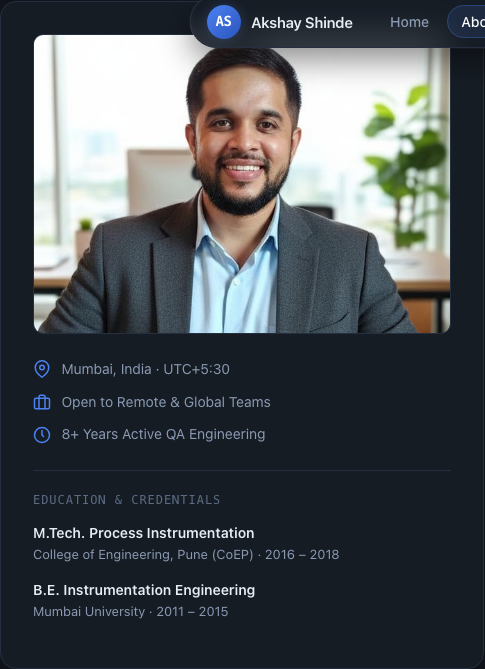 AS Akshay Shinde Home Abo
Mumbai, India · UTC+5:30
Open to Remote & Global Teams
8+ Years Active QA Engineering
EDUCATION & CREDENTIALS
M.Tech. Process Instrumentation
College of Engineering, Pune (CoEP) · 2016 – 2018
B.E. Instrumentation Engineering
Mumbai University · 2011 – 2015